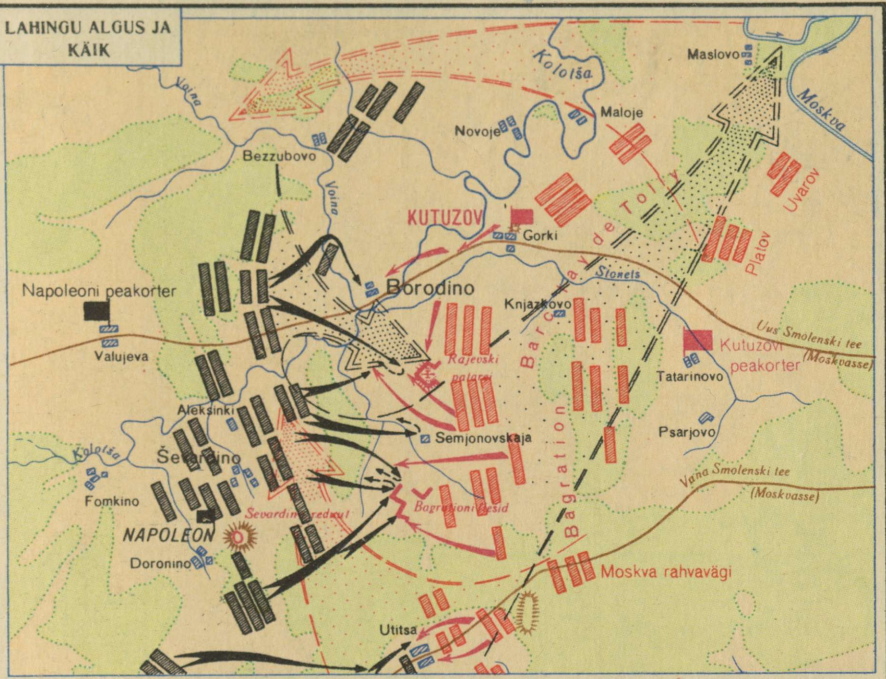 LAHINGU ALGUS JA
KÄIK
Voina
Kolotša
Maslovo
Moskva
Novoje
Maloje
Bezzubovo
Voina
KUTUZOV
Gorki
Uvarov
Platov
Barclay de Tolly
Napoleoni peakorter
Borodino
Stonets
Knjazkovo
Valujeva
Rajevski
patarei
Uus Smolenski tee
(Moskvasse)
Kutuzovi
peakorter
Tatarinovo
Aleksinki
Semjonovskaja
Psarjovo
Kolotša
Ševardino
Bagration
Vana Smolenski tee
(Moskvasse)
Fomkino
Sevardino reduut
Bagrationi flešid
NAPOLEON
Doronino
Moskva rahvavägi
Utitsa